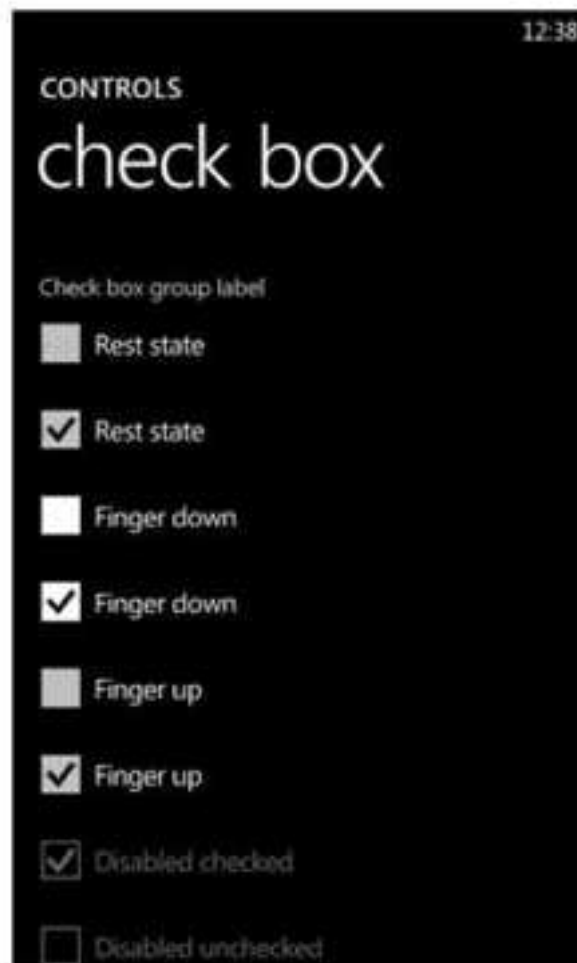 12:38
CONTROLS
check box
Check box group label
Rest state
Rest state
Finger down
Finger down
Finger up
Finger up
Disabled checked
Disabled unchecked